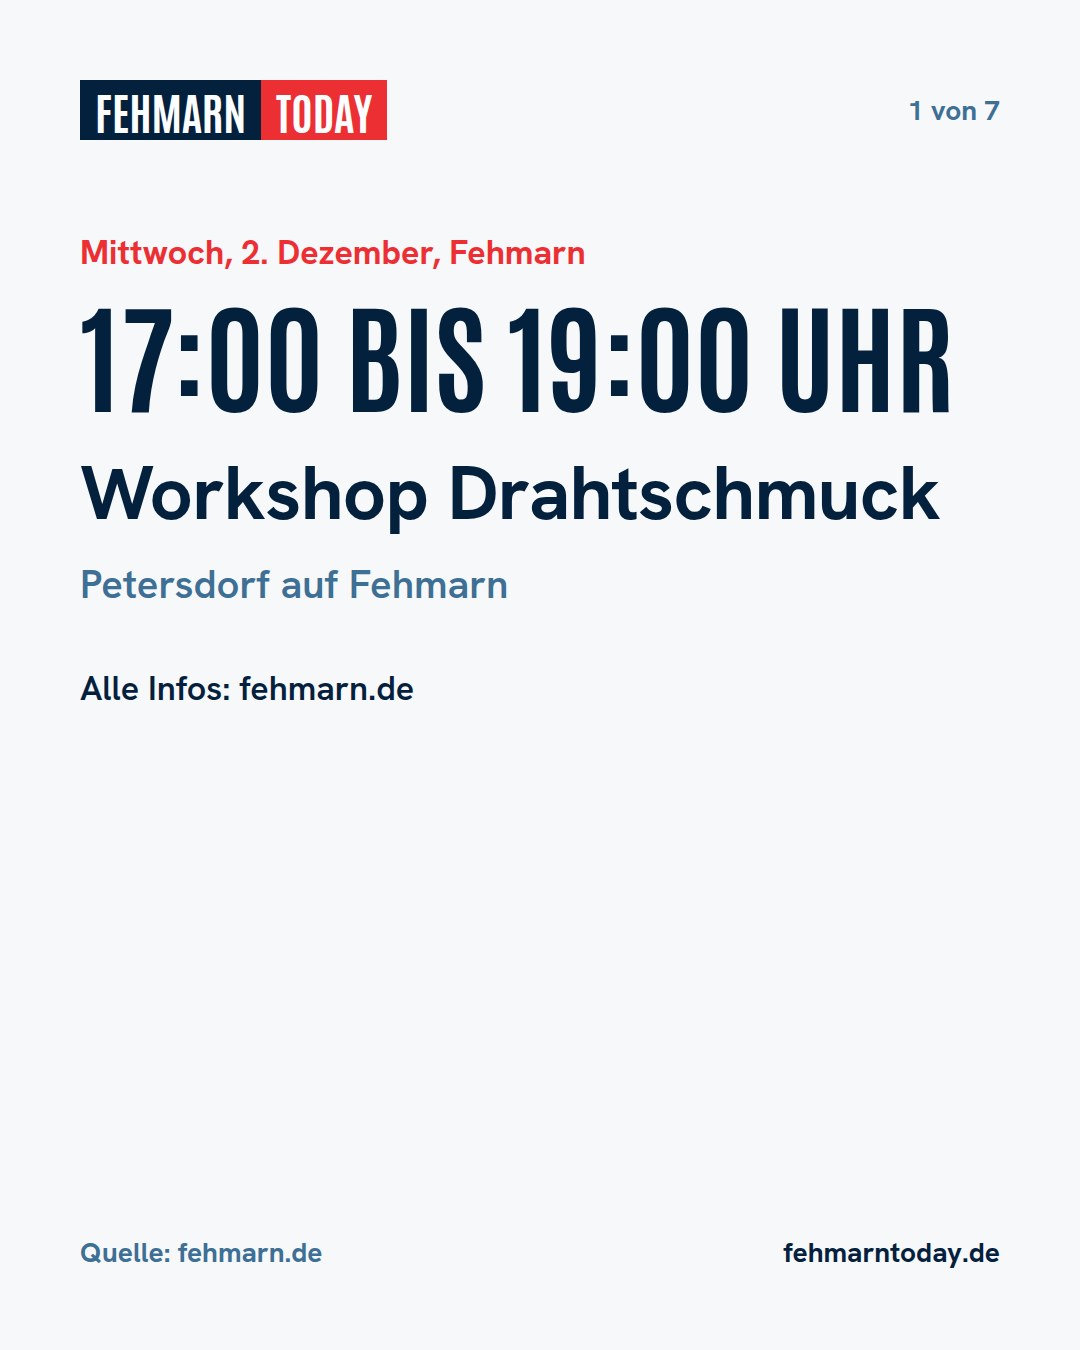 FEHMARN TODAY
1 von 7
Mittwoch, 2. Dezember, Fehmarn
17:00 BIS 19:00 UHR
Workshop Drahtschmuck
Petersdorf auf Fehmarn
Alle Infos: fehmarn.de
Quelle: fehmarn.de
fehmarntoday.de